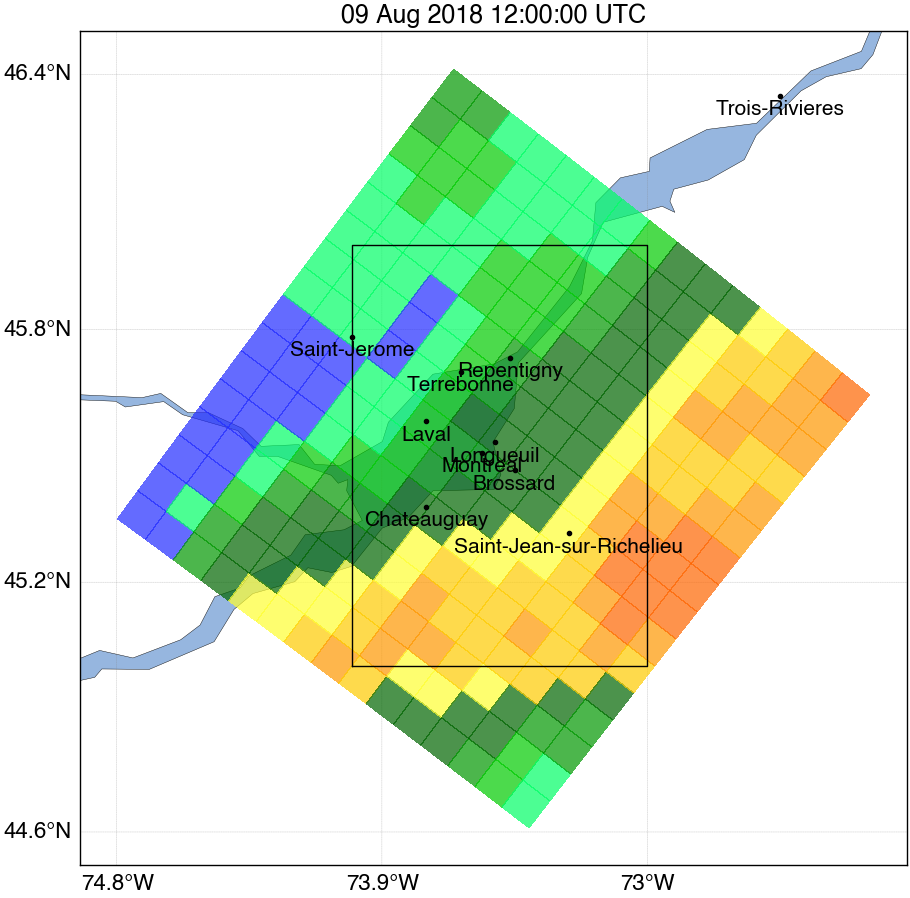 09 Aug 2018 12:00:00 UTC
46.4°N
Trois-Rivieres
45.8°N
Saint-Jerome
Repentigny
Terrebonne
Laval
Longueuil
Montreal
Brossard
Chateauguay
Saint-Jean-sur-Richelieu
45.2°N
44.6°N
74.8°W
73.9°W
73°W